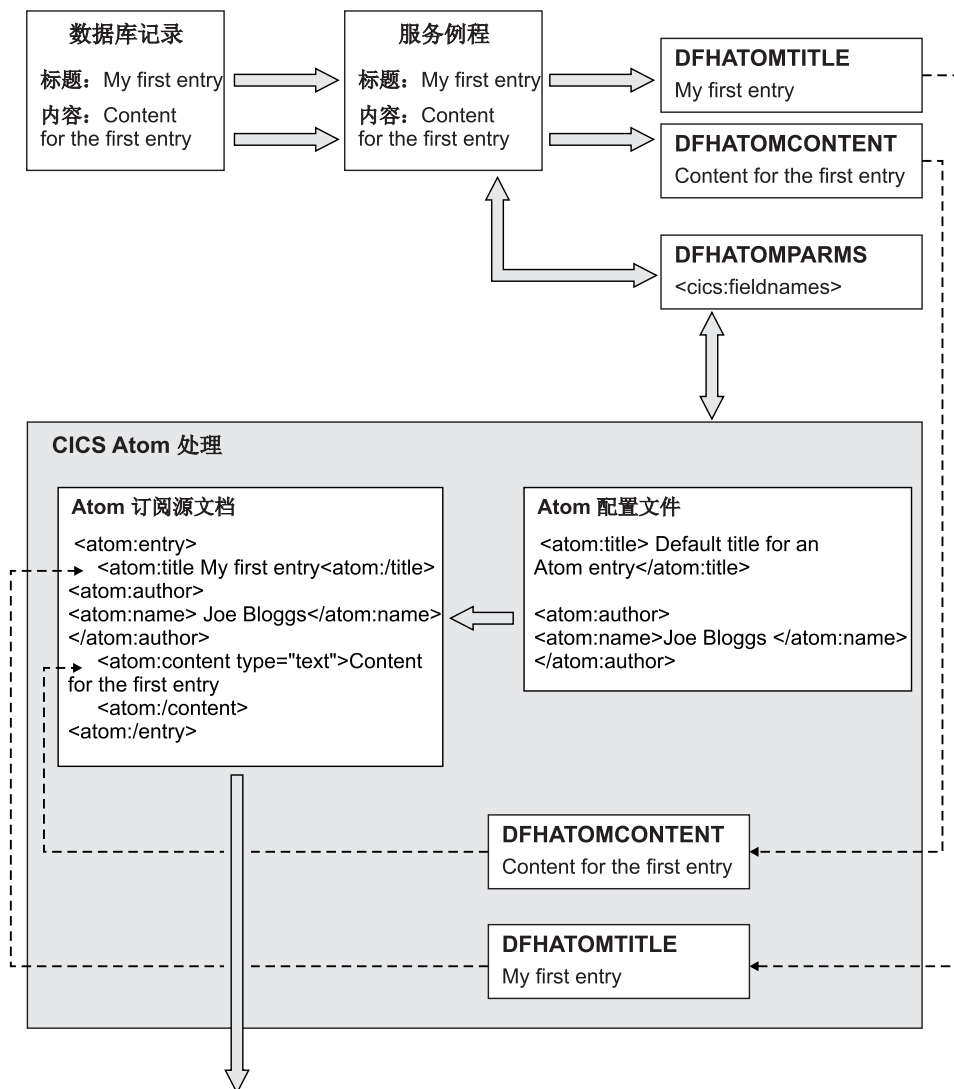 数据库记录
标题：My first entry
内容：Content
for the first entry
服务例程
标题：My first entry
内容：Content
for the first entry
DFHATOMTITLE
My first entry
DFHATOMCONTENT
Content for the first entry
DFHATOMPARMS
<cics:fieldnames>
CICS Atom 处理
Atom 订阅源文档
<atom:entry>
<atom:title My first entry<atom:/title>
<atom:author>
<atom:name> Joe Bloggs</atom:name>
</atom:author>
<atom:content type="text">Content
for the first entry
<atom:/content>
<atom:/entry>
Atom 配置文件
<atom:title> Default title for an
Atom entry</atom:title>
<atom:author>
<atom:name>Joe Bloggs </atom:name>
</atom:author>
DFHATOMCONTENT
Content for the first entry
DFHATOMTITLE
My first entry